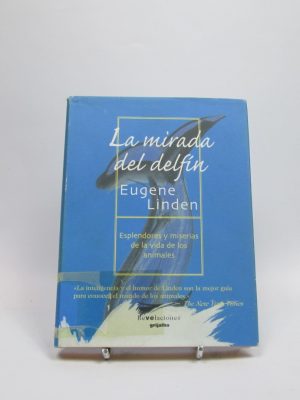 La mirada
del delfín
Eugene
Linden
Esplendores y miserias
de la vida de los
animales
«La inteligencia y el humor de Linden son la mejor guía
para conocer el mundo de los animales.»
The New York Times
Revelaciones
grijalbo